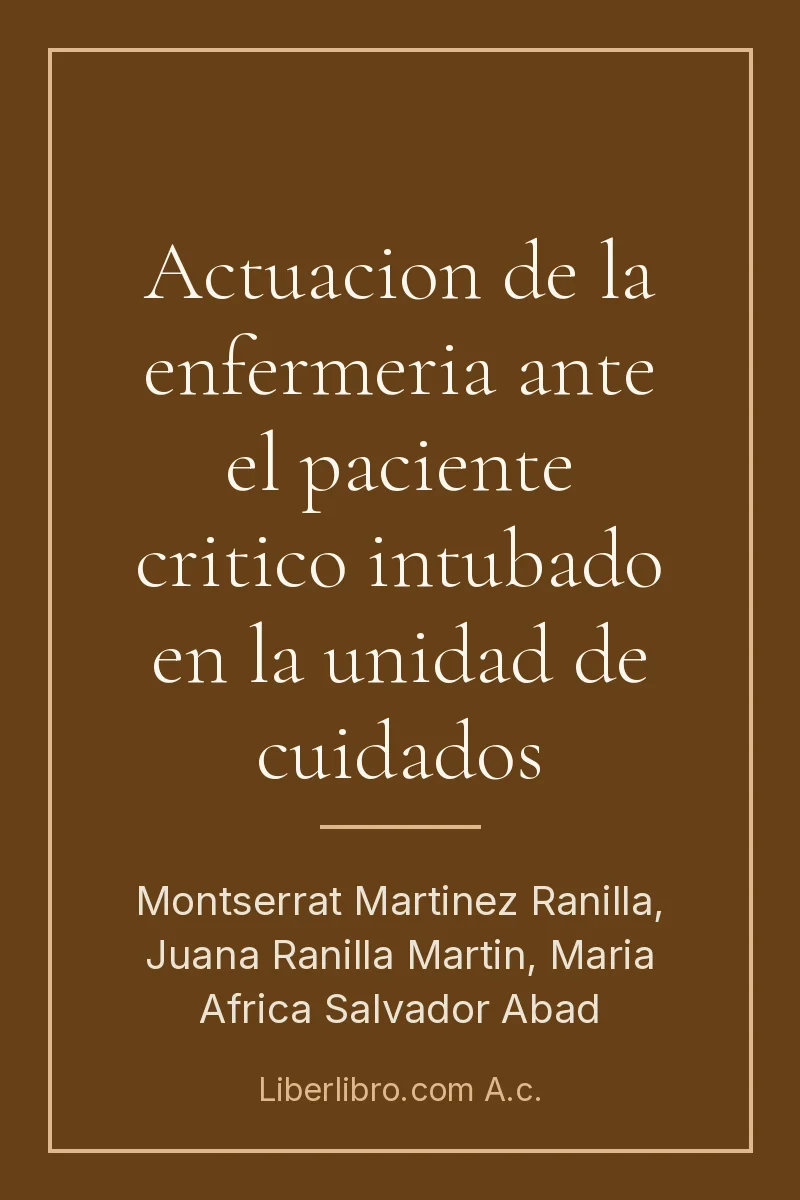 Actuacion de la
enfermeria ante
el paciente
critico intubado
en la unidad de
cuidados
Montserrat Martinez Ranilla,
Juana Ranilla Martin, Maria
Africa Salvador Abad
Liberlibro.com A.c.